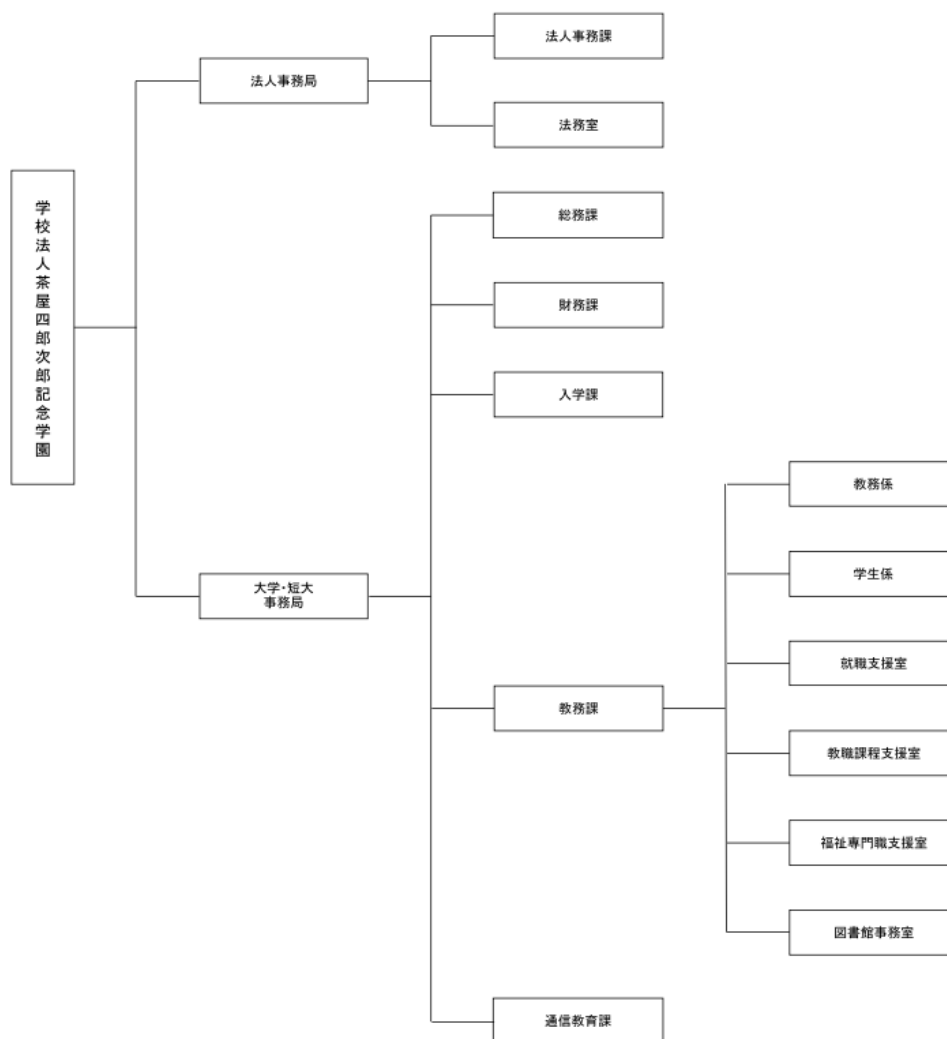 学校法人茶屋四郎次郎記念学園
法人事務局
法人事務課
法務室
大学・短大
事務局
総務課
財務課
入学課
教務課
教務係
学生係
就職支援室
教職課程支援室
福祉専門職支援室
図書館事務室
通信教育課